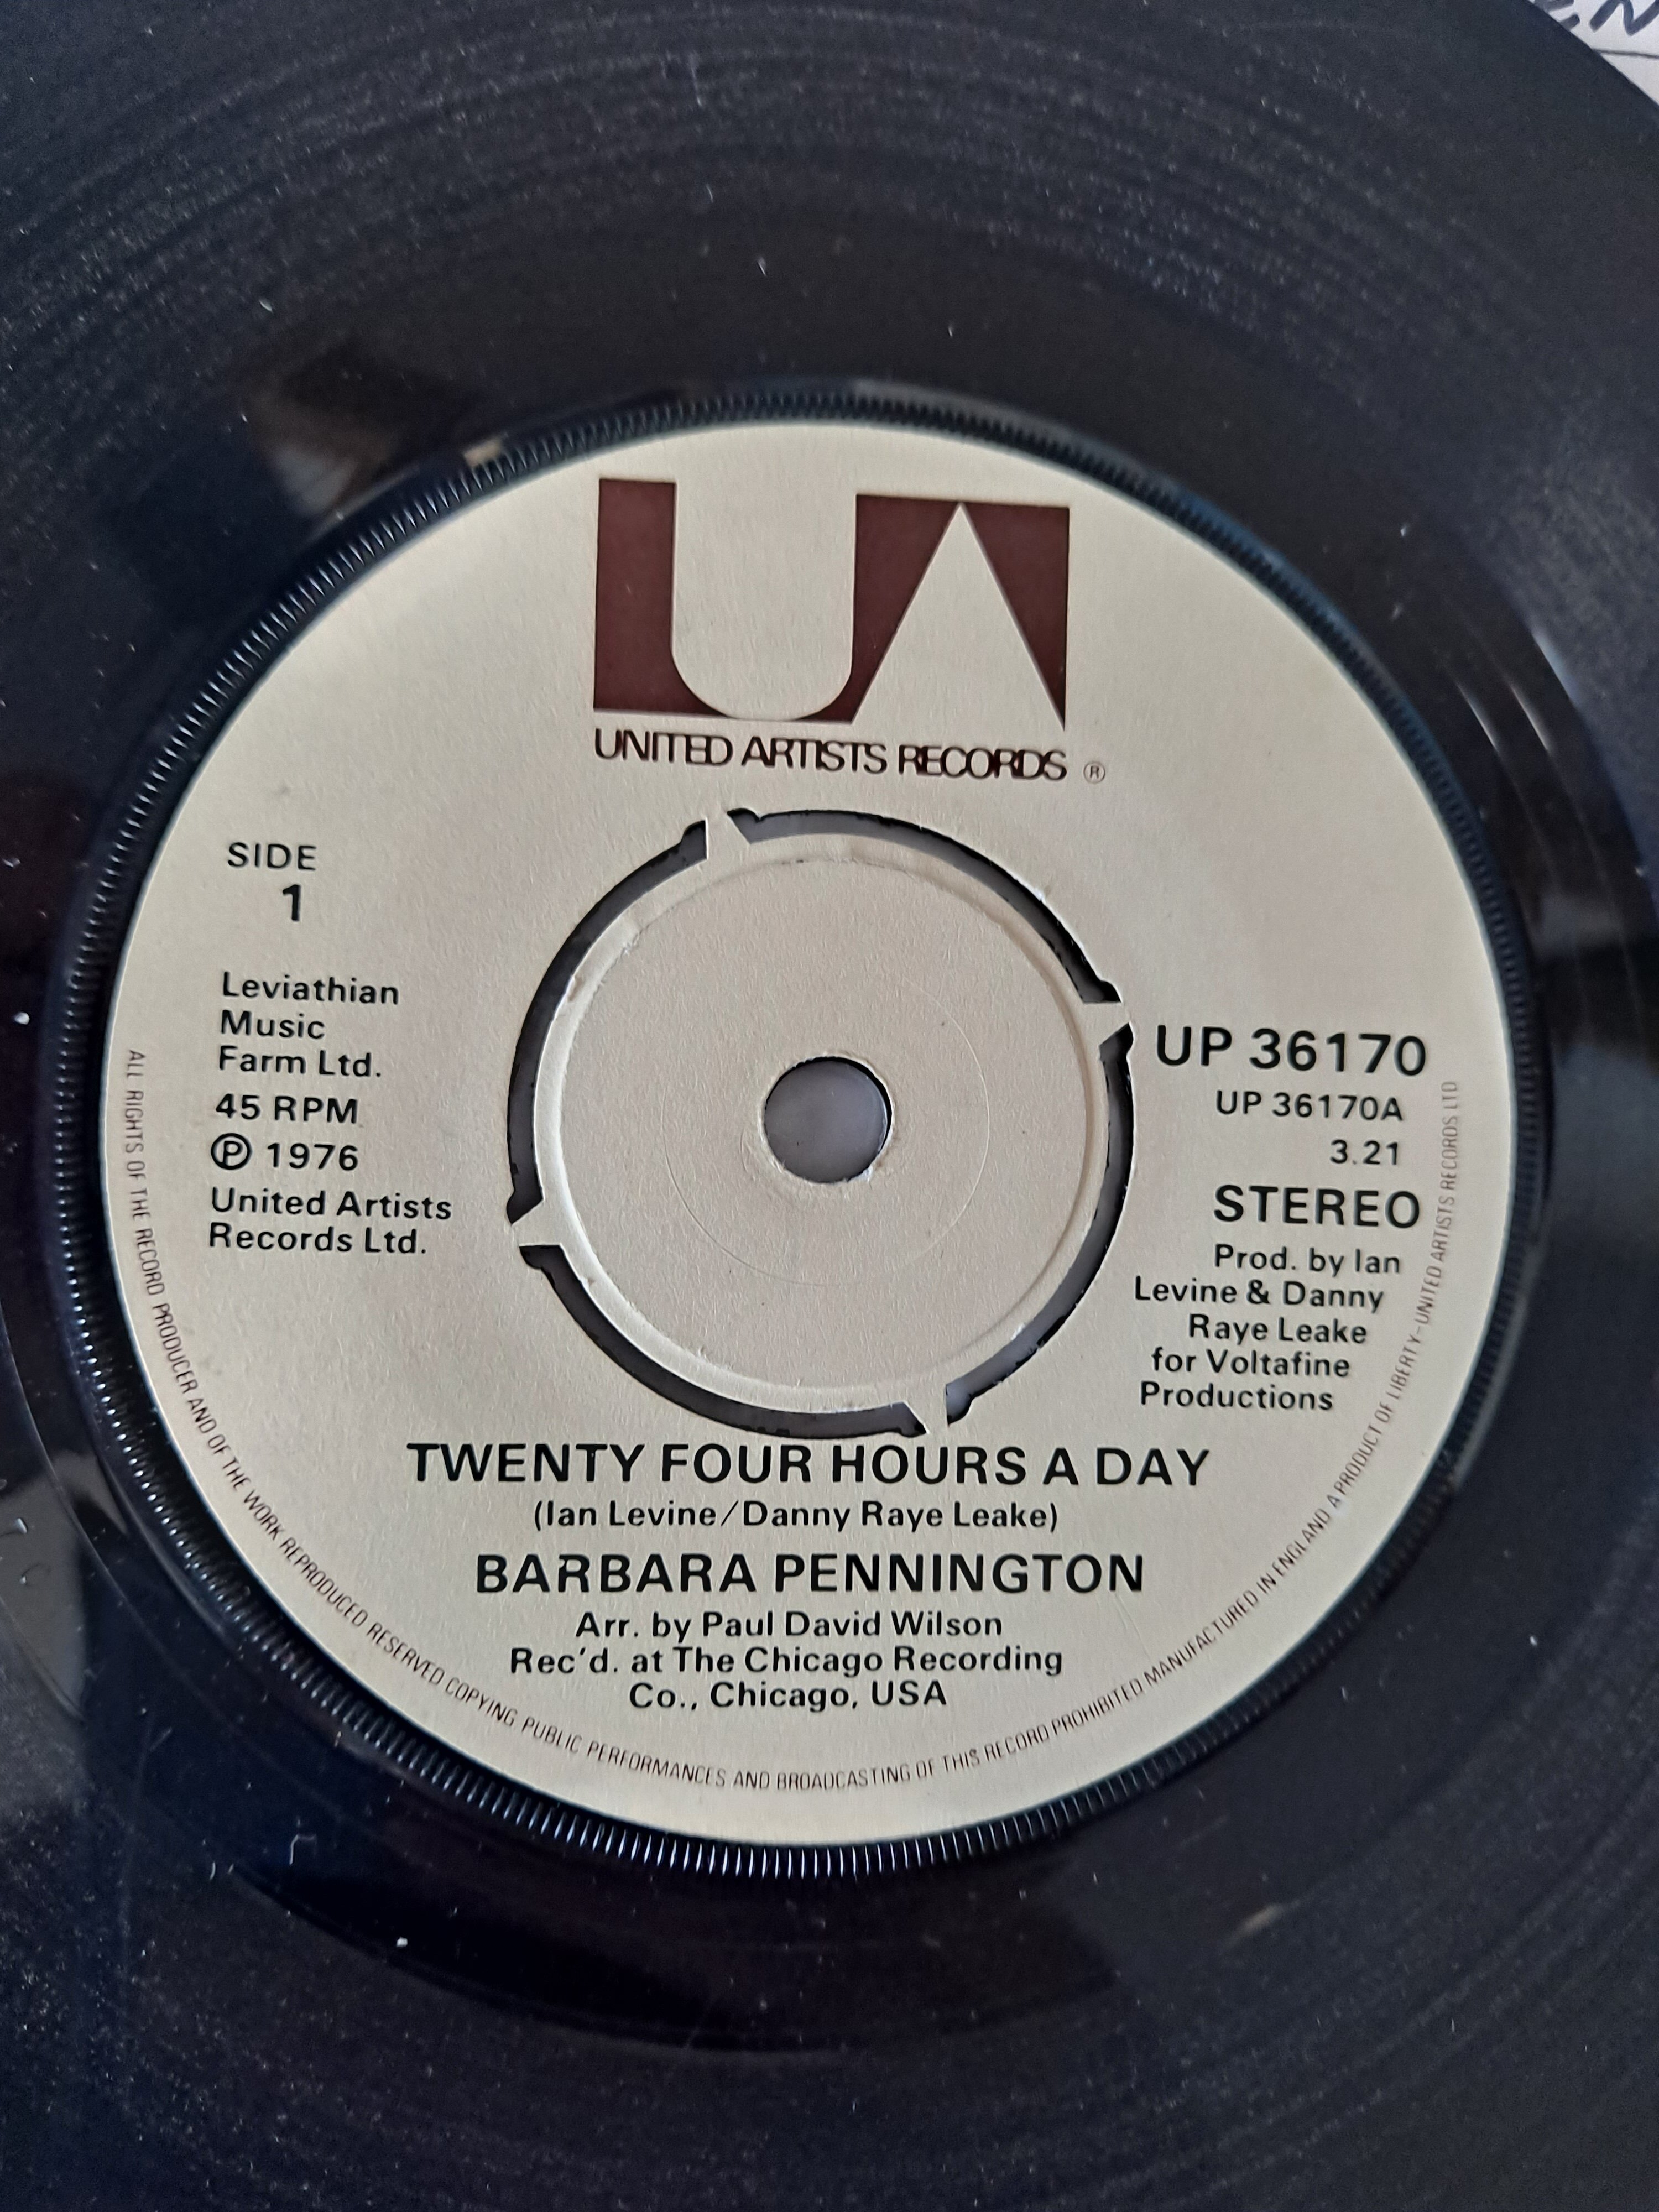 UA
UNITED ARTISTS RECORDS ®
SIDE
1
Leviathian
Music
Farm Ltd.
45 RPM
℗ 1976
United Artists
Records Ltd.
UP 36170
UP 36170A
3.21
STEREO
Prod. by Ian
Levine & Danny
Raye Leake
for Voltafine
Productions
TWENTY FOUR HOURS A DAY
(Ian Levine/Danny Raye Leake)
BARBARA PENNINGTON
Arr. by Paul David Wilson
Rec'd. at The Chicago Recording
Co., Chicago, USA
ALL RIGHTS OF THE RECORD PRODUCER AND OF THE WORK REPRODUCED RESERVED COPYING PUBLIC PERFORMANCES AND BROADCASTING OF THIS RECORD PROHIBITED MANUFACTURED IN ENGLAND A PRODUCT OF LIBERTY-UNITED ARTISTS RECORDS LTD